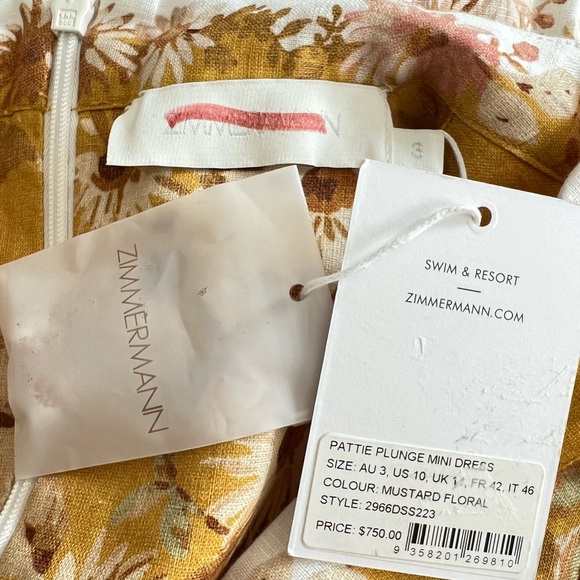 ZIMMERMANN
3
ZIMMERMANN
SWIM & RESORT
ZIMMERMANN.COM
PATTIE PLUNGE MINI DRESS
SIZE: AU 3, US 10, UK 14, FR 42, IT 46
COLOUR: MUSTARD FLORAL
STYLE: 2966DSS223
PRICE: $750.00
9 358201 269810